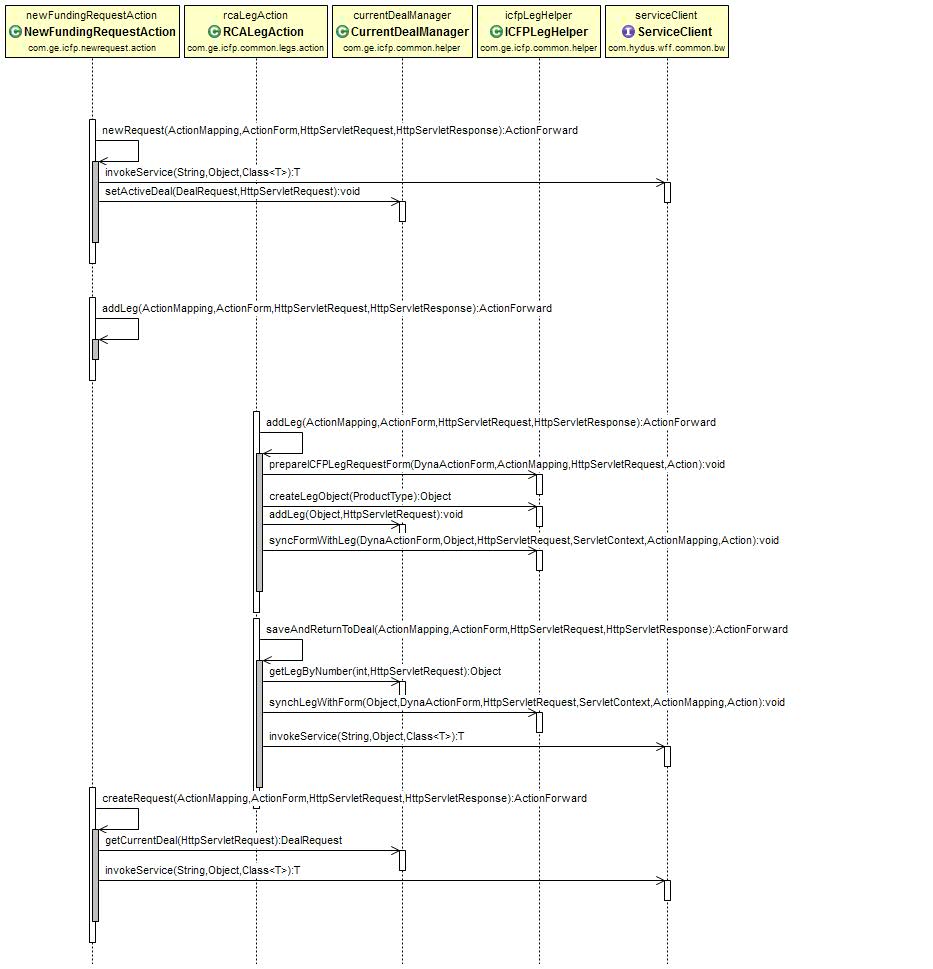 newFundingRequestAction
NewFundingRequestAction
com.ge.icfp.newrequest.action
rcaLegAction
RCALegAction
com.ge.icfp.common.legs.action
currentDealManager
CurrentDealManager
com.ge.icfp.common.helper
icfpLegHelper
ICFPLegHelper
com.ge.icfp.common.helper
serviceClient
ServiceClient
com.hydus.wff.common.bw
newRequest(ActionMapping,ActionForm,HttpServletRequest,HttpServletResponse):ActionForward
invokeService(String,Object,Class<T>):T
setActiveDeal(DealRequest,HttpServletRequest):void
addLeg(ActionMapping,ActionForm,HttpServletRequest,HttpServletResponse):ActionForward
addLeg(ActionMapping,ActionForm,HttpServletRequest,HttpServletResponse):ActionForward
prepareICFPLegRequestForm(DynaActionForm,ActionMapping,HttpServletRequest,Action):void
createLegObject(ProductType):Object
addLeg(Object,HttpServletRequest):void
syncFormWithLeg(DynaActionForm,Object,HttpServletRequest,ServletContext,ActionMapping,Action):void
saveAndReturnToDeal(ActionMapping,ActionForm,HttpServletRequest,HttpServletResponse):ActionForward
getLegByNumber(int,HttpServletRequest):Object
synchLegWithForm(Object,DynaActionForm,HttpServletRequest,ServletContext,ActionMapping,Action):void
invokeService(String,Object,Class<T>):T
createRequest(ActionMapping,ActionForm,HttpServletRequest,HttpServletResponse):ActionForward
getCurrentDeal(HttpServletRequest):DealRequest
invokeService(String,Object,Class<T>):T